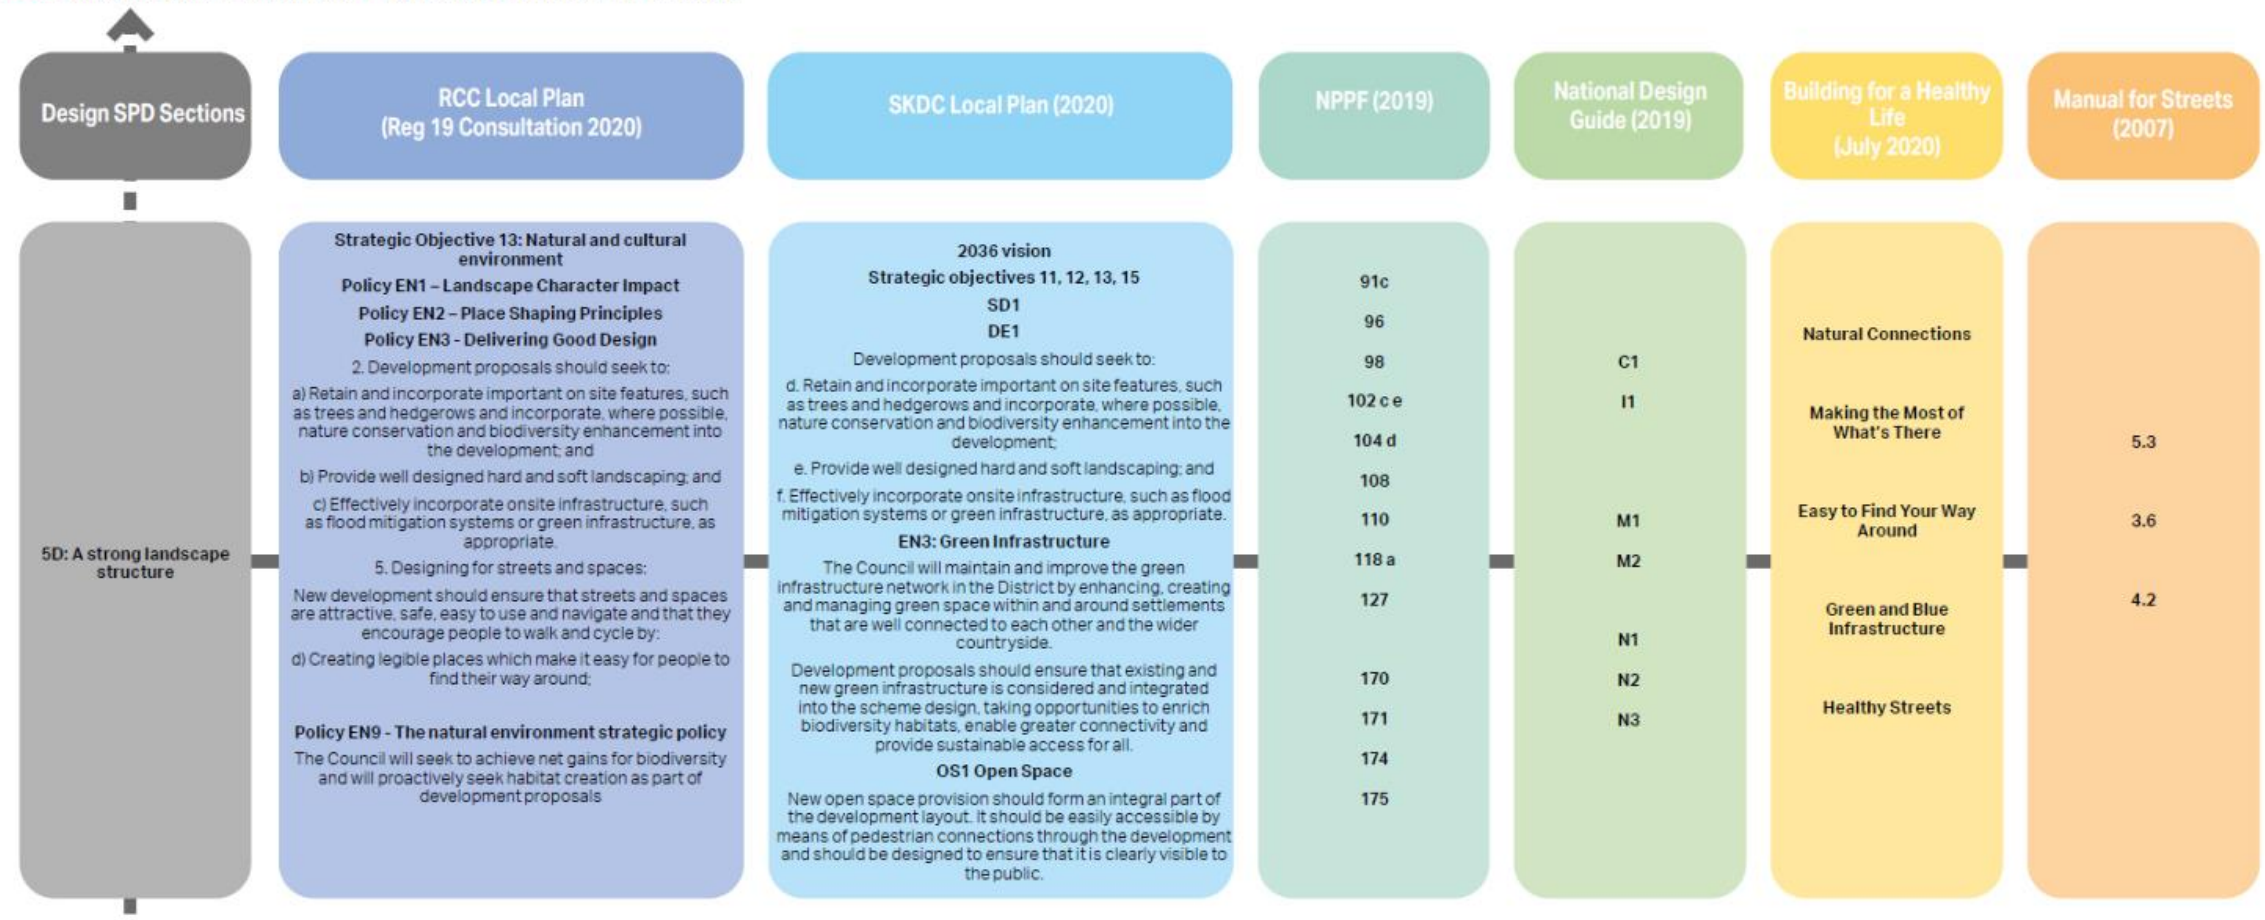 Design SPD Sections
RCC Local Plan
(Reg 19 Consultation 2020)
SKDC Local Plan (2020)
NPPF (2019)
National Design
Guide (2019)
Building for a Healthy
Life
(July 2020)
Manual for Streets
(2007)
5D: A strong landscape
structure
Strategic Objective 13: Natural and cultural
environment
Policy EN1 – Landscape Character Impact
Policy EN2 – Place Shaping Principles
Policy EN3 - Delivering Good Design
2. Development proposals should seek to:
a) Retain and incorporate important on site features, such
as trees and hedgerows and incorporate, where possible,
nature conservation and biodiversity enhancement into
the development; and
b) Provide well designed hard and soft landscaping; and
c) Effectively incorporate onsite infrastructure, such
as flood mitigation systems or green infrastructure, as
appropriate.
5. Designing for streets and spaces:
New development should ensure that streets and spaces
are attractive, safe, easy to use and navigate and that they
encourage people to walk and cycle by:
d) Creating legible places which make it easy for people to
find their way around;
Policy EN9 - The natural environment strategic policy
The Council will seek to achieve net gains for biodiversity
and will proactively seek habitat creation as part of
development proposals
2036 vision
Strategic objectives 11, 12, 13, 15
SD1
DE1
Development proposals should seek to:
d. Retain and incorporate important on site features, such
as trees and hedgerows and incorporate, where possible,
nature conservation and biodiversity enhancement into the
development;
e. Provide well designed hard and soft landscaping; and
f. Effectively incorporate onsite infrastructure, such as flood
mitigation systems or green infrastructure, as appropriate.
EN3: Green Infrastructure
The Council will maintain and improve the green
infrastructure network in the District by enhancing, creating
and managing green space within and around settlements
that are well connected to each other and the wider
countryside.
Development proposals should ensure that existing and
new green infrastructure is considered and integrated
into the scheme design, taking opportunities to enrich
biodiversity habitats, enable greater connectivity and
provide sustainable access for all.
OS1 Open Space
New open space provision should form an integral part of
the development layout. It should be easily accessible by
means of pedestrian connections through the development
and should be designed to ensure that it is clearly visible to
the public.
91c
96
98
102 c e
104 d
108
110
118 a
127
170
171
174
175
C1
I1
M1
M2
N1
N2
N3
Natural Connections
Making the Most of
What's There
Easy to Find Your Way
Around
Green and Blue
Infrastructure
Healthy Streets
5.3
3.6
4.2